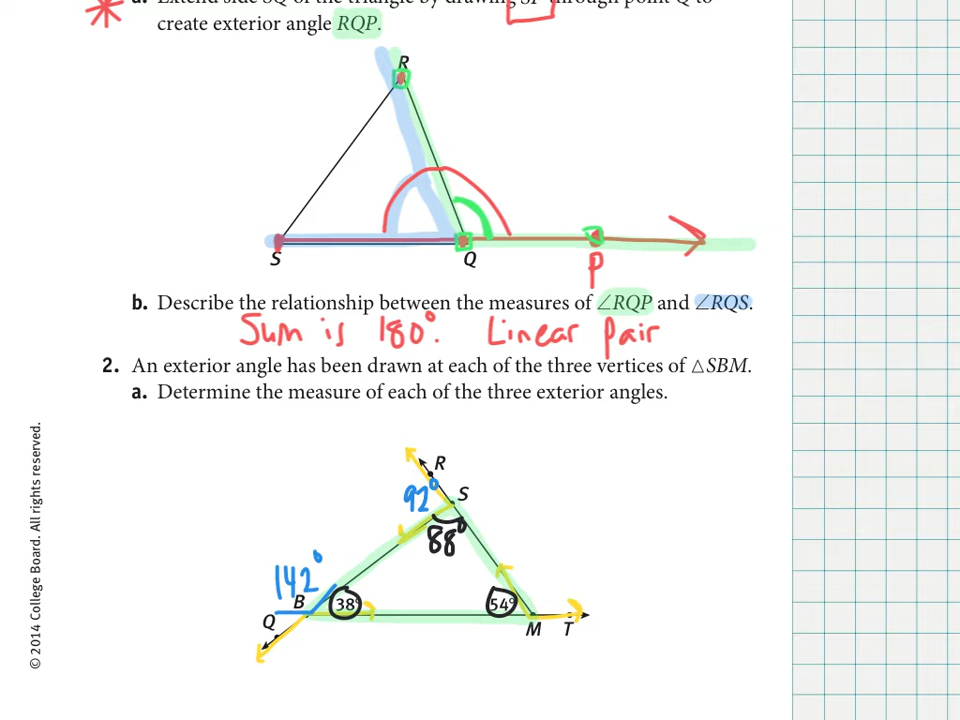 create exterior angle RQP.
R
S
Q
P
b. Describe the relationship between the measures of ∠RQP and ∠RQS.
Sum is 180°. Linear Pair
2. An exterior angle has been drawn at each of the three vertices of △SBM.
a. Determine the measure of each of the three exterior angles.
R
S
92°
88°
142°
B
38°
54°
Q
M
T
© 2014 College Board. All rights reserved.